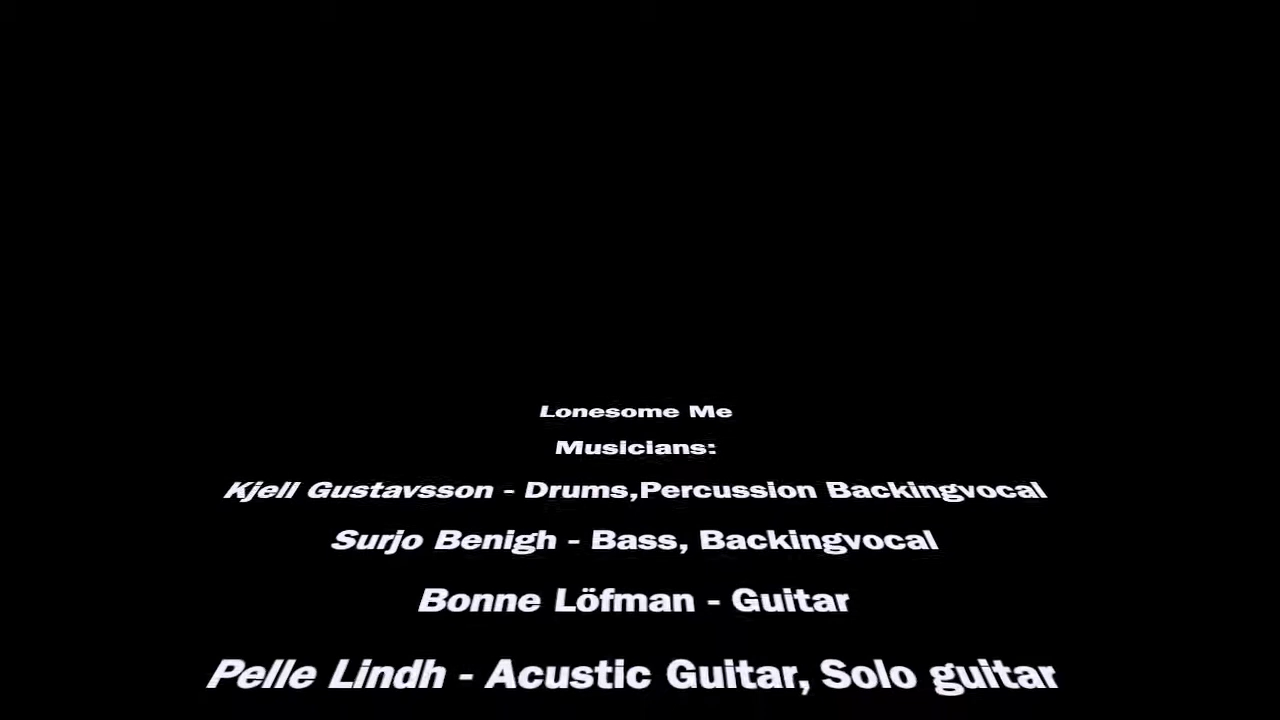 Lonesome Me
Musicians:
Kjell Gustavsson - Drums,Percussion Backingvocal
Surjo Benigh - Bass, Backingvocal
Bonne Löfman - Guitar
Pelle Lindh - Acustic Guitar, Solo guitar